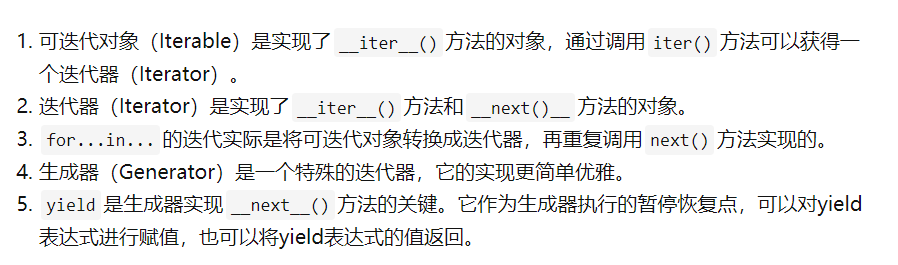 1. 可迭代对象（Iterable）是实现了 __iter__() 方法的对象，通过调用 iter() 方法可以获得一
个迭代器（Iterator）。
2. 迭代器（Iterator）是实现了 __iter__() 方法和 __next()__ 方法的对象。
3. for...in... 的迭代实际是将可迭代对象转换成迭代器，再重复调用 next() 方法实现的。
4. 生成器（Generator）是一个特殊的迭代器，它的实现更简单优雅。
5. yield 是生成器实现 __next__() 方法的关键。它作为生成器执行的暂停恢复点，可以对yield
表达式进行赋值，也可以将yield表达式的值返回。